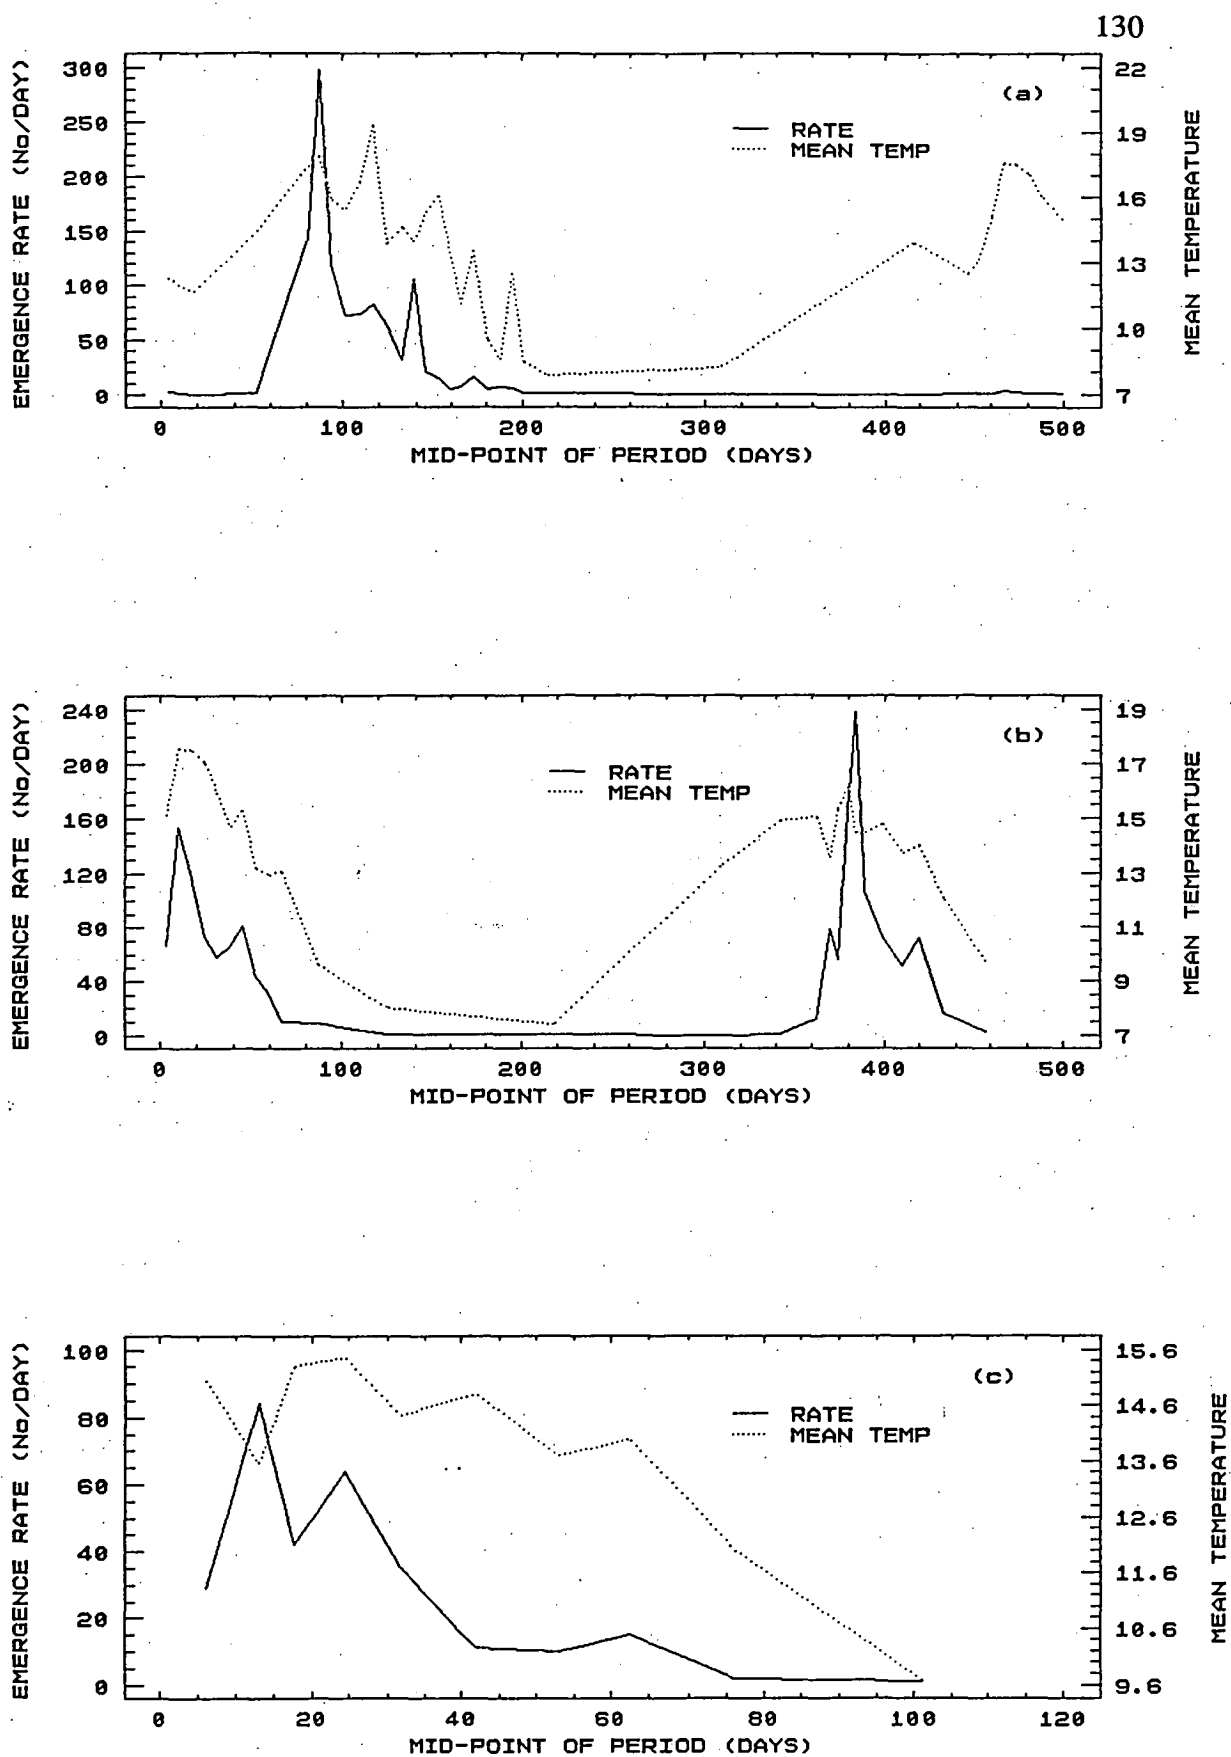 130
EMERGENCE RATE (No/DAY)
300
250
200
150
100
50
0
(a)
RATE
MEAN TEMP
22
19
16
13
10
7
MEAN TEMPERATURE
0 100 200 300 400 500
MID-POINT OF PERIOD (DAYS)
EMERGENCE RATE (No/DAY)
240
200
160
120
80
40
0
(b)
RATE
MEAN TEMP
19
17
15
13
11
9
7
MEAN TEMPERATURE
0 100 200 300 400 500
MID-POINT OF PERIOD (DAYS)
EMERGENCE RATE (No/DAY)
100
80
60
40
20
0
(c)
RATE
MEAN TEMP
15.6
14.6
13.6
12.6
11.6
10.6
9.6
MEAN TEMPERATURE
0 20 40 60 80 100 120
MID-POINT OF PERIOD (DAYS)